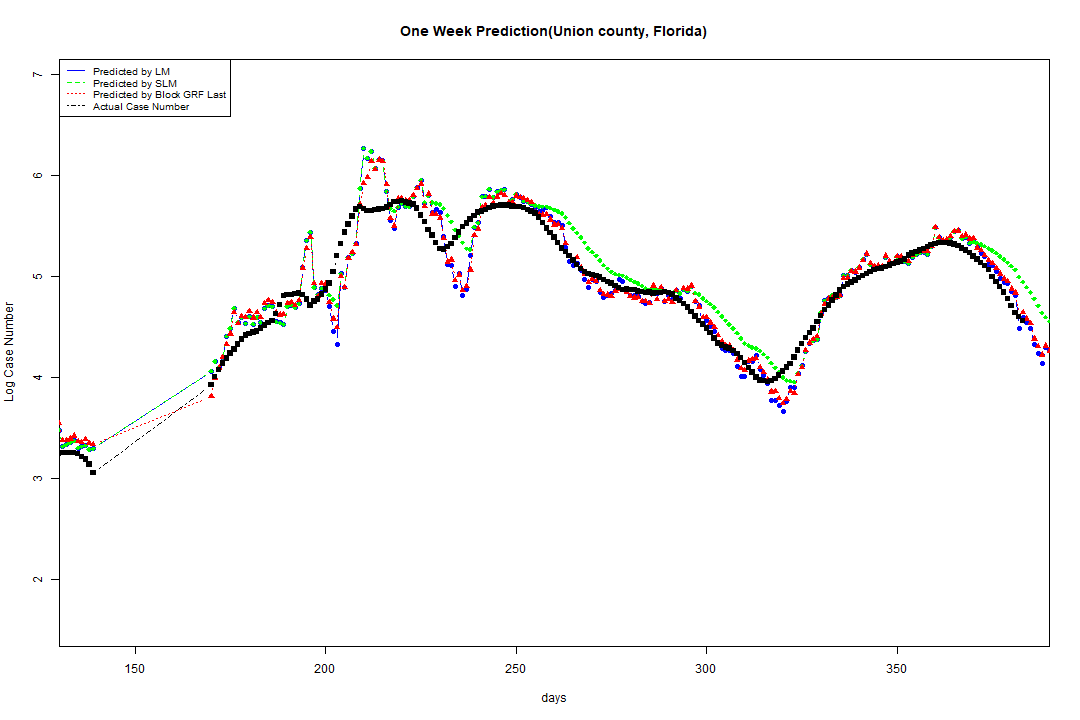 One Week Prediction(Union county, Florida)
Predicted by LM
Predicted by SLM
Predicted by Block GRF Last
Actual Case Number
7
6
5
4
3
2
Log Case Number
150 200 250 300 350
days